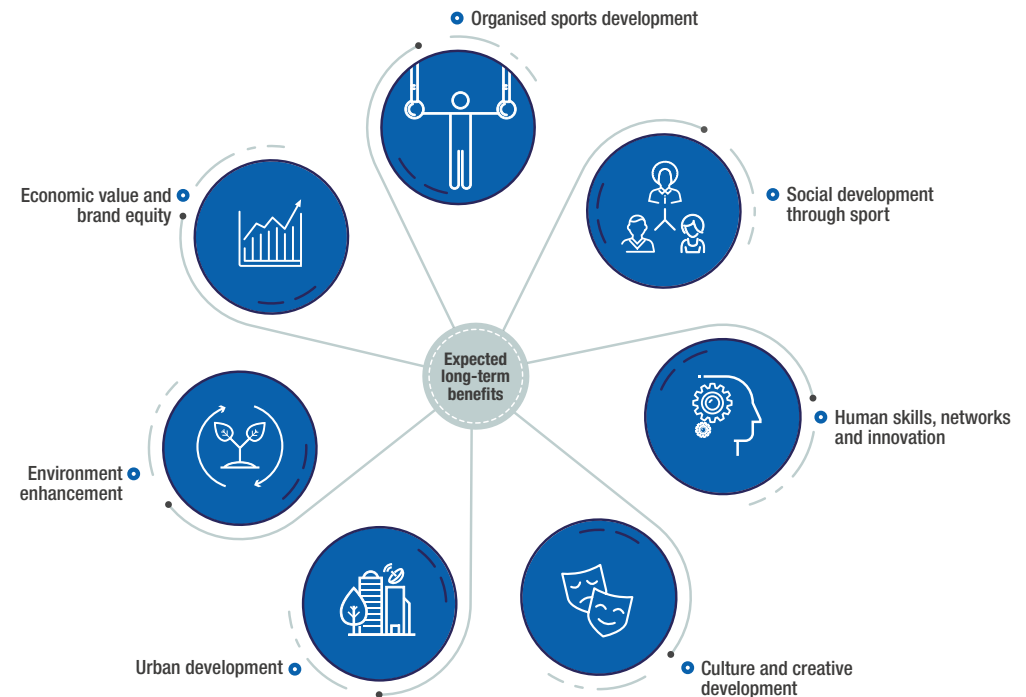 Organised sports development
Social development
through sport
Human skills, networks
and innovation
Culture and creative
development
Urban development
Environment
enhancement
Economic value and
brand equity
Expected
long-term
benefits